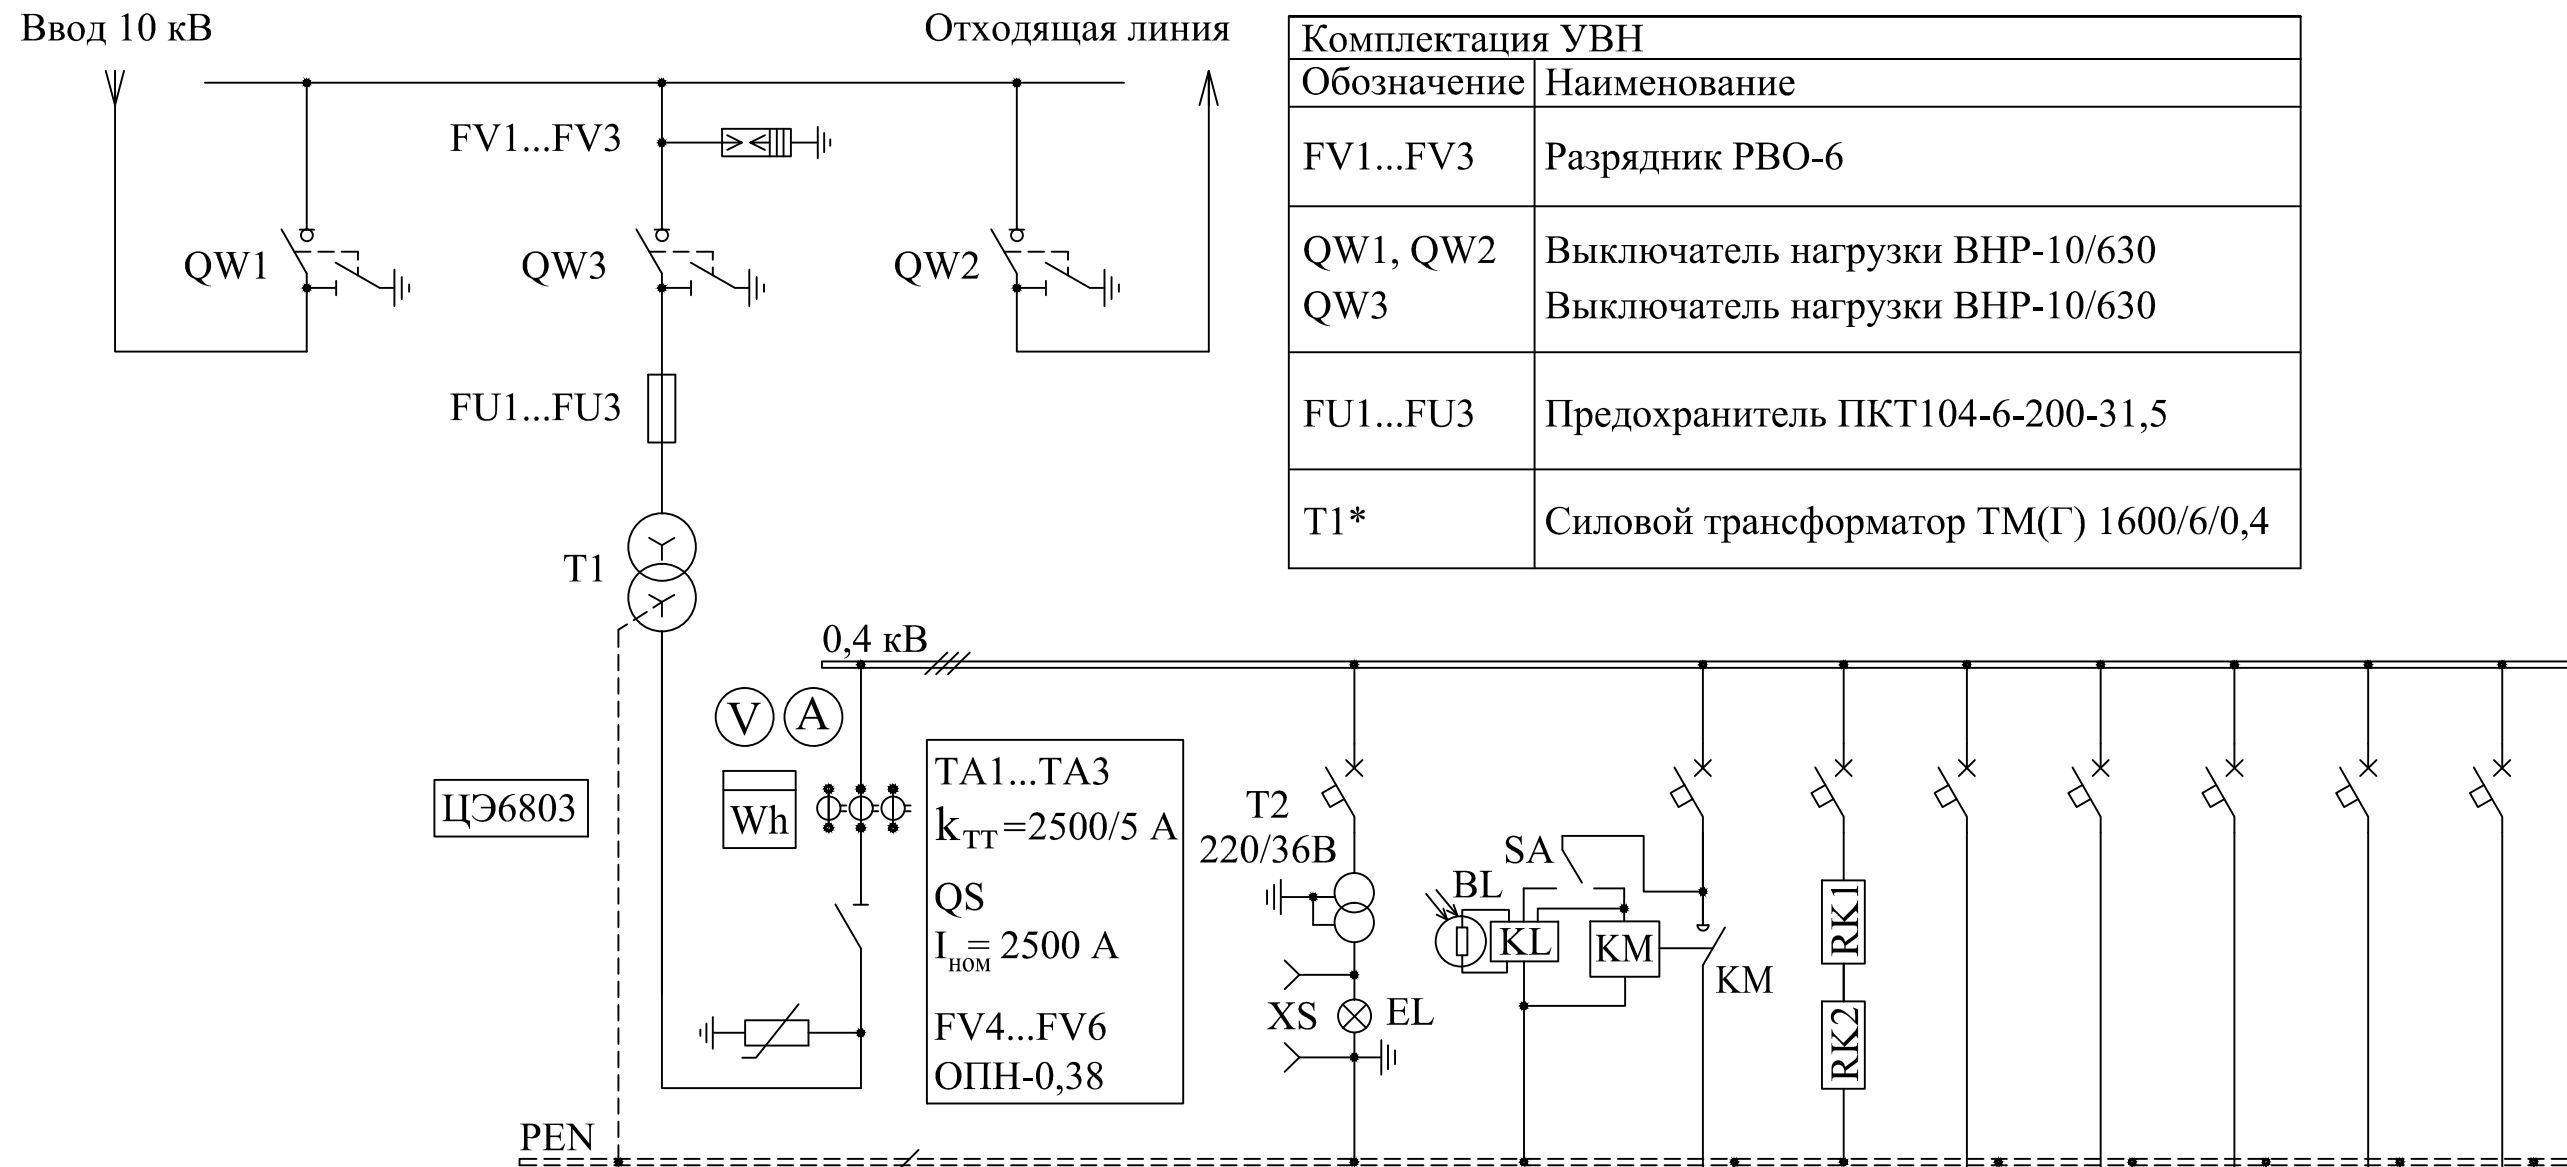 Ввод 10 кВ
Отходящая линия
FV1...FV3
QW1
QW3
QW2
FU1...FU3
T1
Комплектация УВН
Обозначение Наименование
FV1...FV3 Разрядник РВО-6
QW1, QW2 Выключатель нагрузки ВНР-10/630
QW3 Выключатель нагрузки ВНР-10/630
FU1...FU3 Предохранитель ПКТ104-6-200-31,5
T1* Силовой трансформатор ТМ(Г) 1600/6/0,4
0,4 кВ
V
A
ЦЭ6803
Wh
TA1...TA3
kТТ=2500/5 А
QS
Iном= 2500 А
FV4...FV6
ОПН-0,38
T2
220/36В
XS
EL
SA
BL
KL
KM
KM
RK1
RK2
PEN